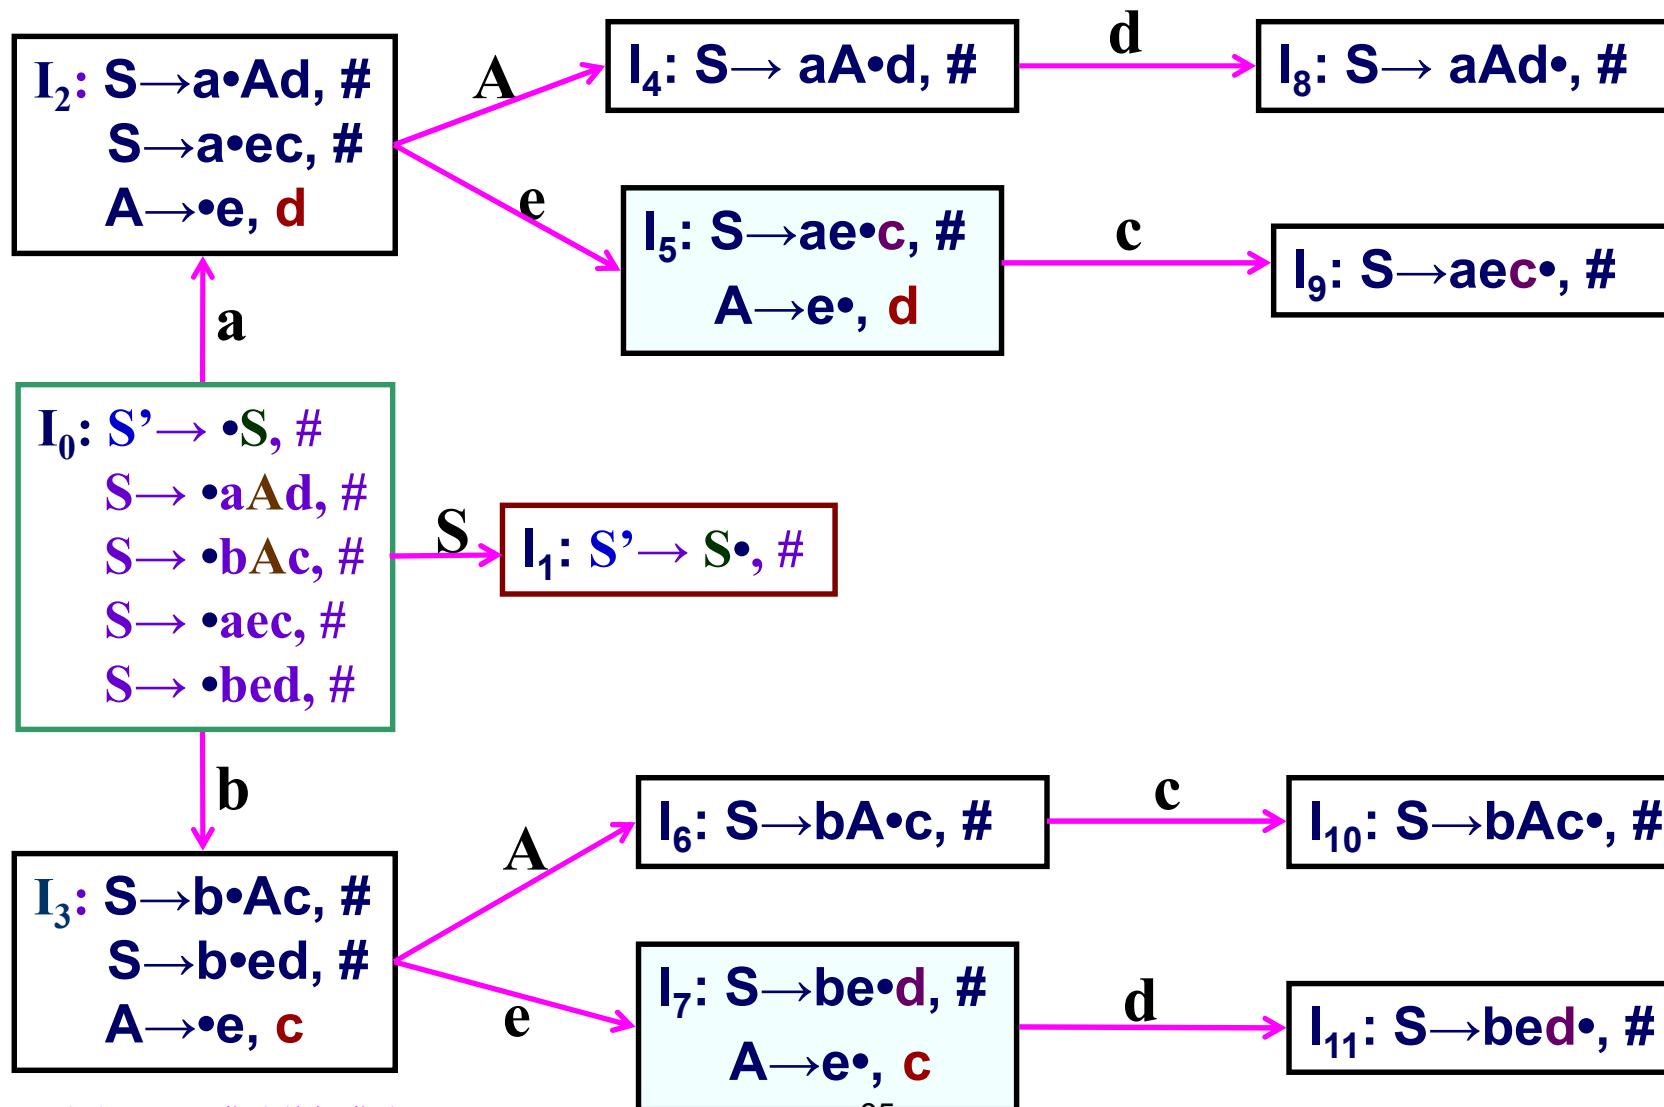 I2: S→a•Ad, #
S→a•ec, #
A→•e, d
A
I4: S→ aA•d, #
d
I8: S→ aAd•, #
e
I5: S→ae•c, #
A→e•, d
c
I9: S→aec•, #
a
I0: S’→ •S, #
S→ •aAd, #
S→ •bAc, #
S→ •aec, #
S→ •bed, #
S
I1: S’→ S•, #
b
I3: S→b•Ac, #
S→b•ed, #
A→•e, c
A
I6: S→bA•c, #
c
I10: S→bAc•, #
e
I7: S→be•d, #
A→e•, c
d
I11: S→bed•, #